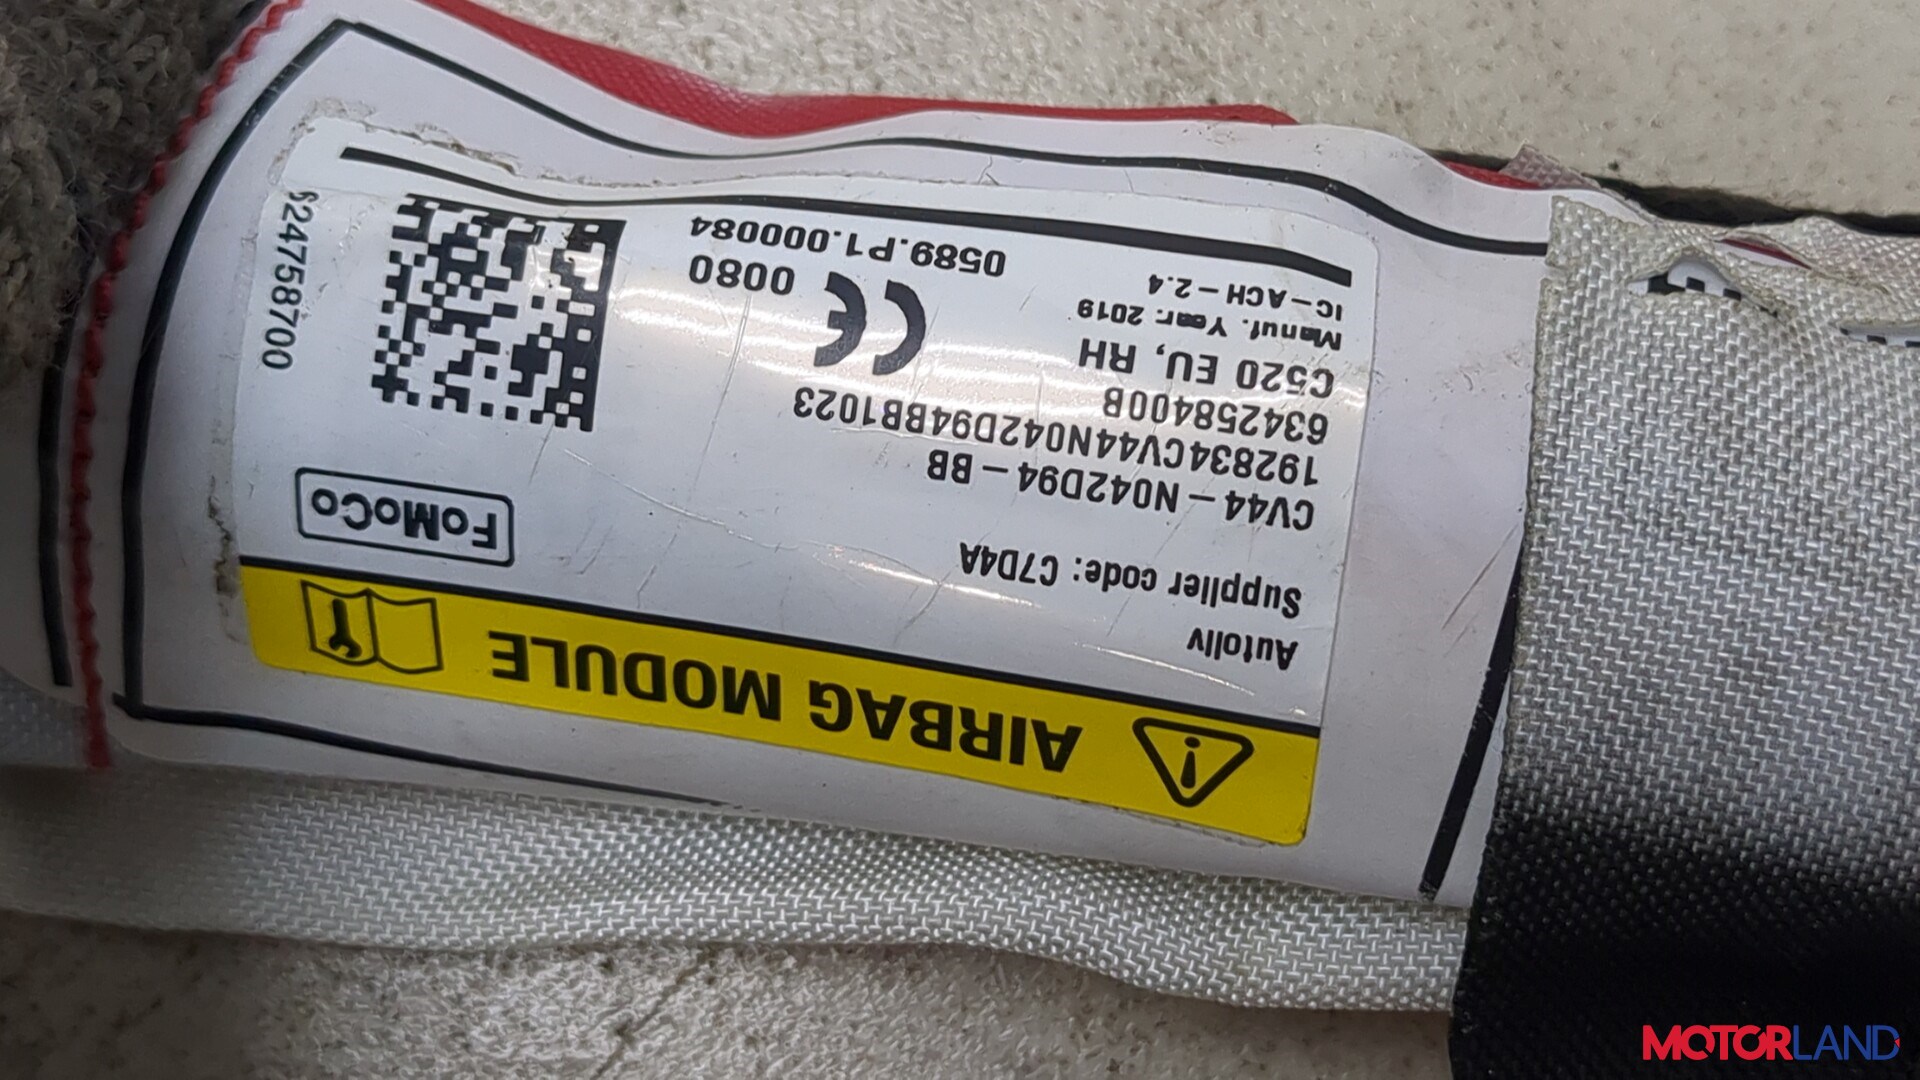 AIRBAG MODULE
Autoliv
Supplier code: C7D4A
FoMoCo
CV44-N042D94-BB
192834CV44N042D94BB1023
634258400B
C520 EU, RH
Manuf. Year: 2019
IC-ACH-2.4
0080
0589.P1.000084
624758700
MOTORLAND